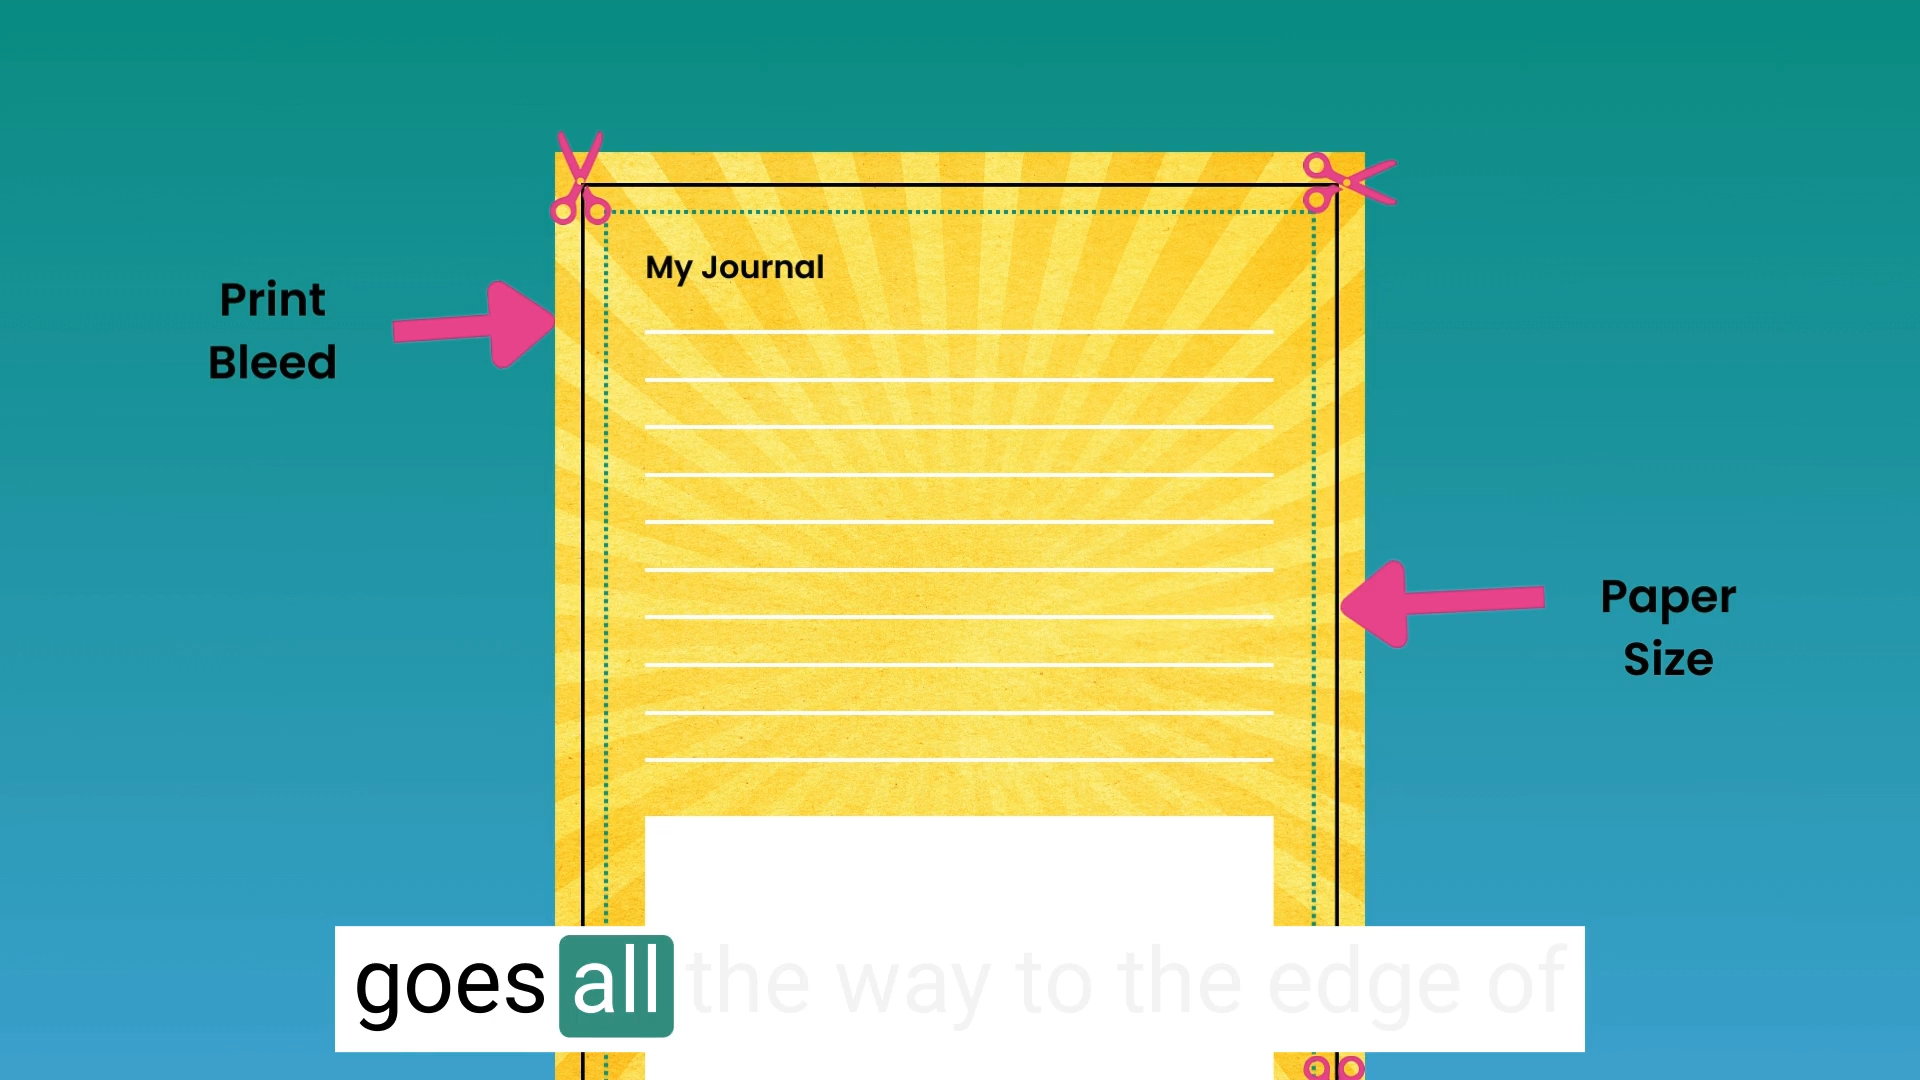 My Journal
Print
Bleed
Paper
Size
goes all the way to the edge of